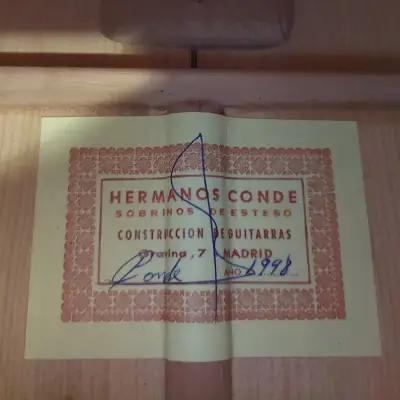 HERMANOS CONDE
SOBRINOS DE ESTESO
CONSTRUCCION DE GUITARRAS
Gravina, 7 MADRID
Conde AÑO 1998